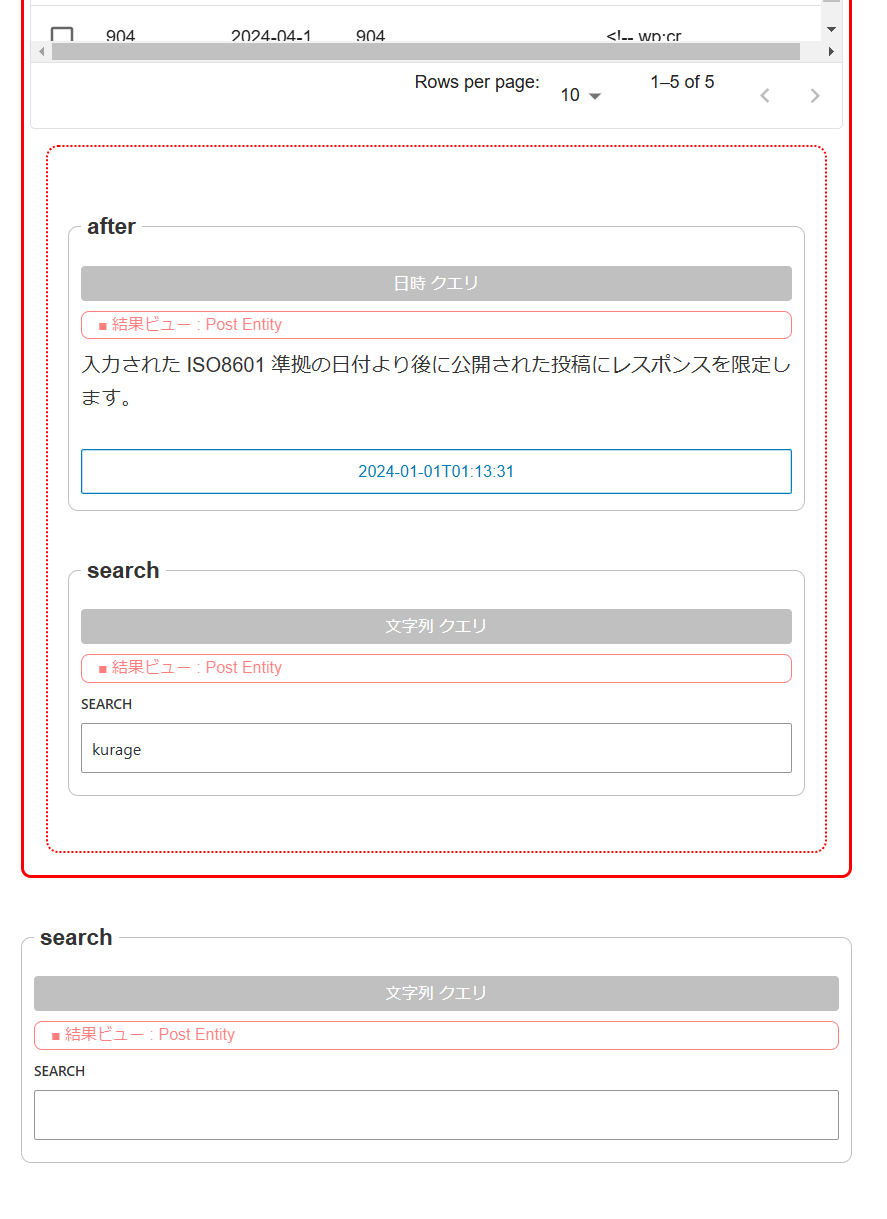 904 2024-04-1 904 <!-- wp:cr
Rows per page: 10 1–5 of 5
after
日時 クエリ
■ 結果ビュー : Post Entity
入力された ISO8601 準拠の日付より後に公開された投稿にレスポンスを限定し
ます。
2024-01-01T01:13:31
search
文字列 クエリ
■ 結果ビュー : Post Entity
SEARCH
kurage
search
文字列 クエリ
■ 結果ビュー : Post Entity
SEARCH